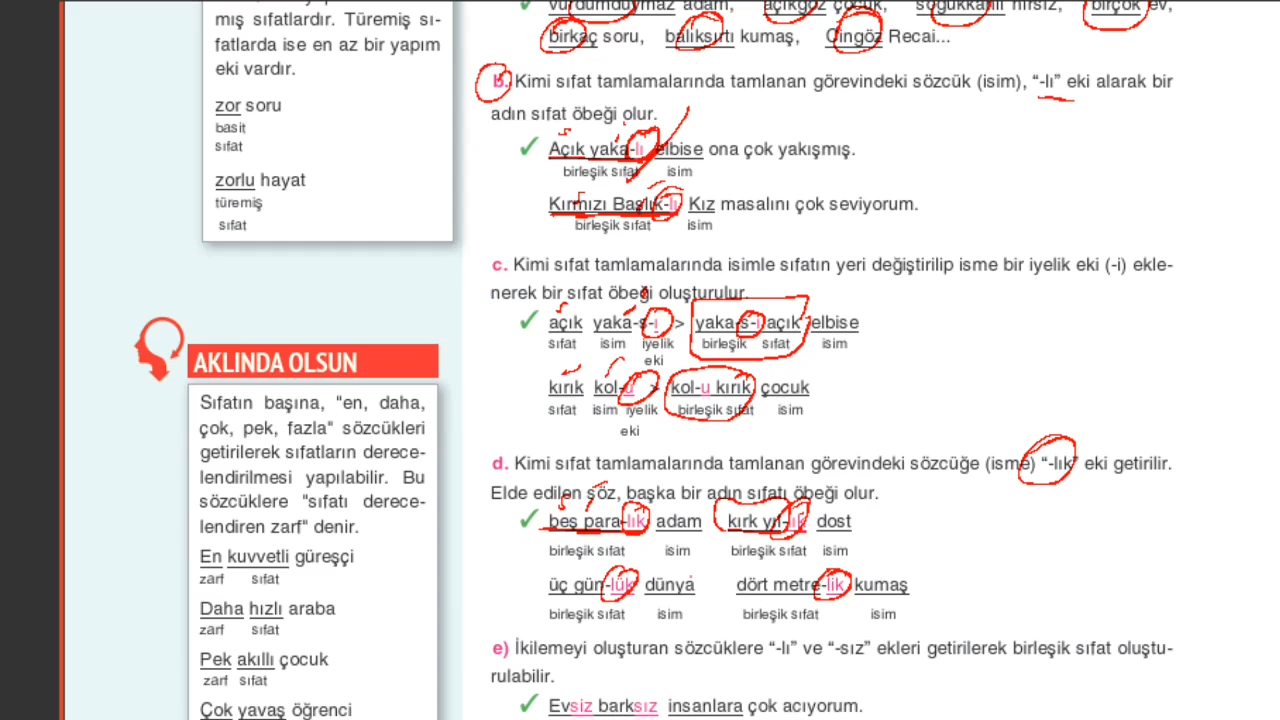 mış sıfatlardır. Türemiş sı-
fatlarda ise en az bir yapım
eki vardır.
zor soru
basit
sıfat
zorlu hayat
türemiş
sıfat
AKLINDA OLSUN
Sıfatın başına, "en, daha,
çok, pek, fazla" sözcükleri
getirilerek sıfatların derece-
lendirilmesi yapılabilir. Bu
sözcüklere "sıfatı derece-
lendiren zarf" denir.
En kuvvetli güreşçi
zarf sıfat
Daha hızlı araba
zarf sıfat
Pek akıllı çocuk
zarf sıfat
Çok yavaş öğrenci
vurdumduymaz adam, açıkgöz çocuk, soğukkanlı hırsız, birçok ev,
birkaç soru, balıksırtı kumaş, Cingöz Recai...
b. Kimi sıfat tamlamalarında tamlanan görevindeki sözcük (isim), “-lı” eki alarak bir
adın sıfat öbeği olur.
✓ Açık yaka-lı elbise ona çok yakışmış.
birleşik sıfat isim
Kırmızı Başlık-lı Kız masalını çok seviyorum.
birleşik sıfat isim
c. Kimi sıfat tamlamalarında isimle sıfatın yeri değiştirilip isme bir iyelik eki (-i) ekle-
nerek bir sıfat öbeği oluşturulur.
✓ açık yaka-s-ı > yaka-s-ı açık elbise
sıfat isim iyelik birleşik sıfat isim
eki
kırık kol-u > kol-u kırık çocuk
sıfat isim iyelik birleşik sıfat isim
eki
d. Kimi sıfat tamlamalarında tamlanan görevindeki sözcüğe (isme) “-lık” eki getirilir.
Elde edilen söz, başka bir adın sıfatı öbeği olur.
✓ beş para-lık adam kırk yıl-lık dost
birleşik sıfat isim birleşik sıfat isim
üç gün-lük dünya dört metre-lik kumaş
birleşik sıfat isim birleşik sıfat isim
e) İkilemeyi oluşturan sözcüklere “-lı” ve “-sız” ekleri getirilerek birleşik sıfat oluştu-
rulabilir.
✓ Evsiz barksız insanlara çok acıyorum.